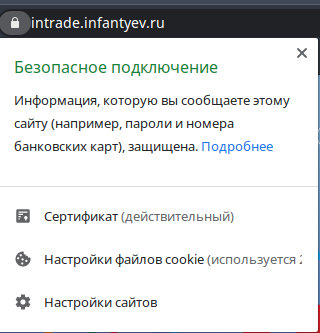 intrade.infantyev.ru
Безопасное подключение
Информация, которую вы сообщаете этому
сайту (например, пароли и номера
банковских карт), защищена. Подробнее
Сертификат (действительный)
Настройки файлов cookie (используется 2
Настройки сайтов